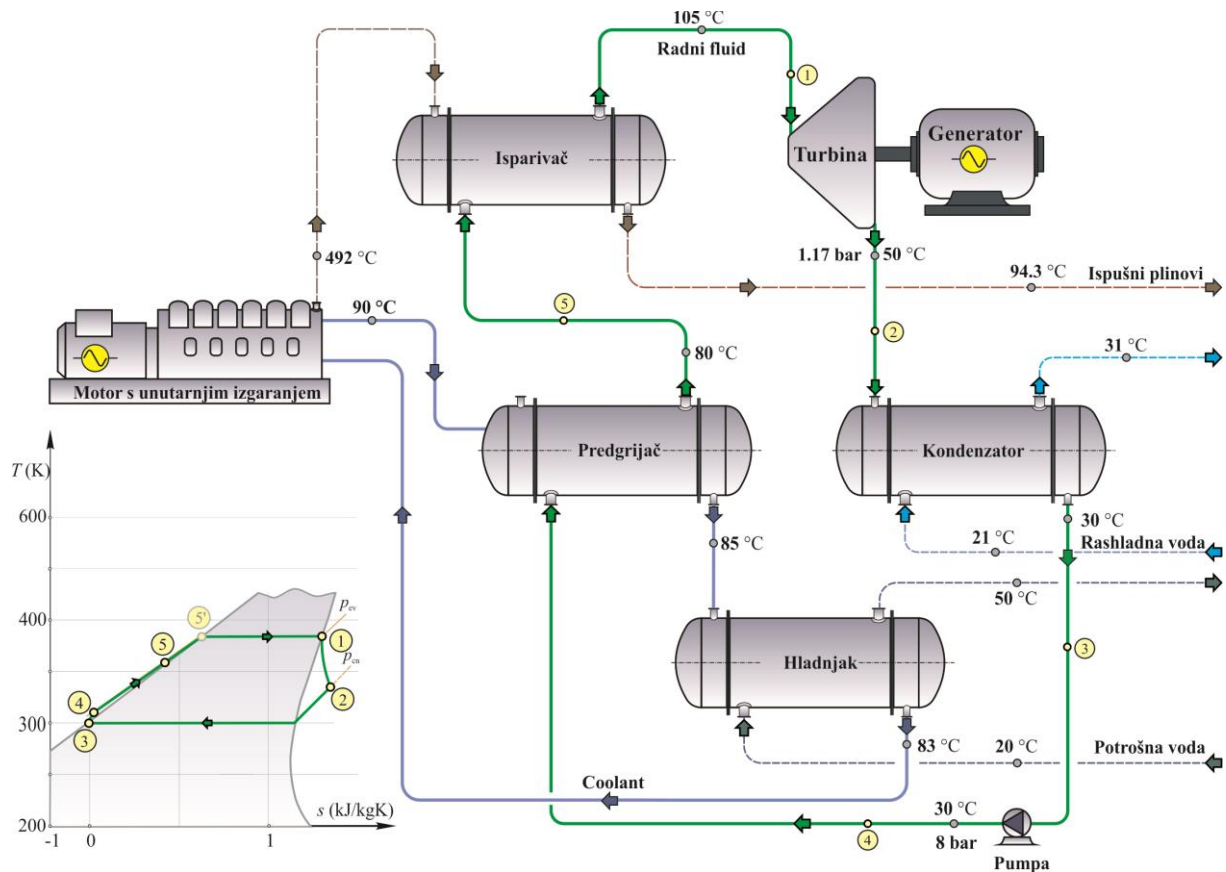 105 °C
Radni fluid
1
Isparivač
Turbina
Generator
492 °C
1.17 bar
50 °C
94.3 °C
Ispušni plinovi
90 °C
5
2
80 °C
31 °C
Motor s unutarnjim izgaranjem
Predgrijač
Kondenzator
T (K)
600
30 °C
85 °C
21 °C
Rashladna voda
50 °C
400
5'
p_ev
1
5
p_cn
2
4
300
3
Hladnjak
3
83 °C
20 °C
Potrošna voda
Coolant
s (kJ/kgK)
200
-1
0
1
4
30 °C
8 bar
Pumpa